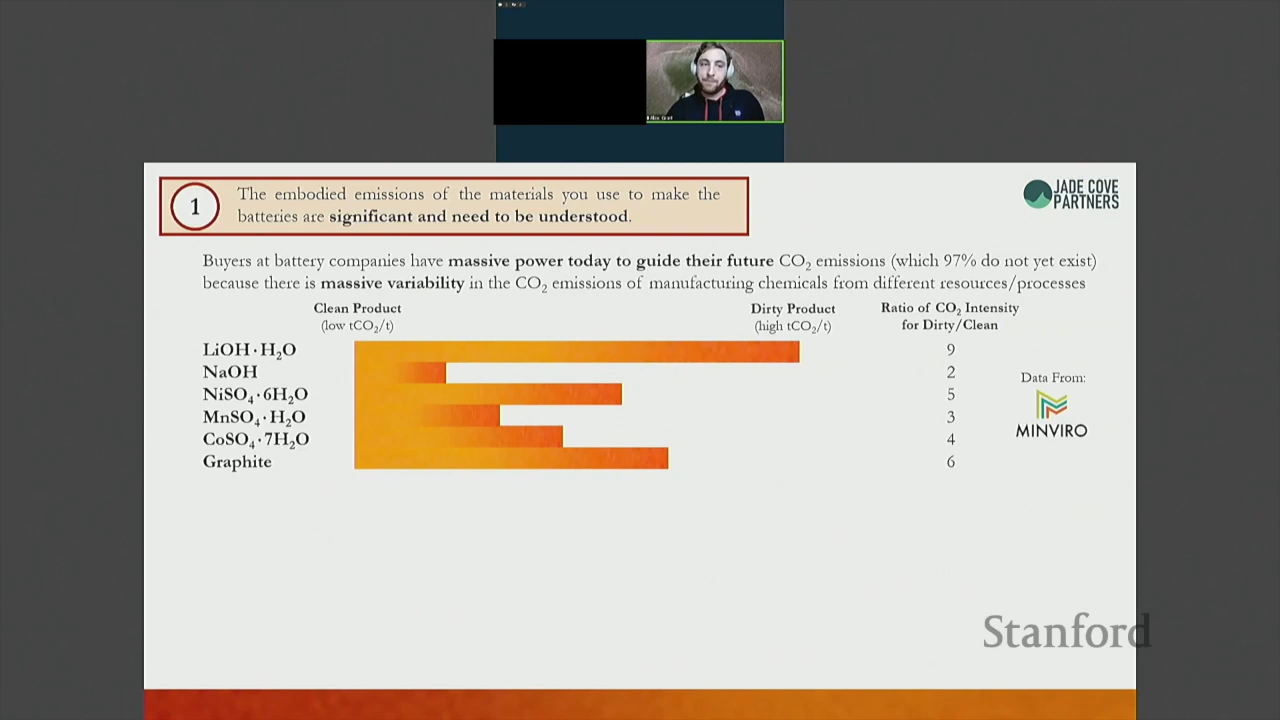 1
The embodied emissions of the materials you use to make the
batteries are significant and need to be understood.
JADE COVE
PARTNERS
Buyers at battery companies have massive power today to guide their future CO₂ emissions (which 97% do not yet exist)
because there is massive variability in the CO₂ emissions of manufacturing chemicals from different resources/processes
Clean Product
(low tCO₂/t)
Dirty Product
(high tCO₂/t)
Ratio of CO₂ Intensity
for Dirty/Clean
LiOH·H₂O 9
NaOH 2
NiSO₄·6H₂O 5
MnSO₄·H₂O 3
CoSO₄·7H₂O 4
Graphite 6
Data From:
MINVIRO
Stanford